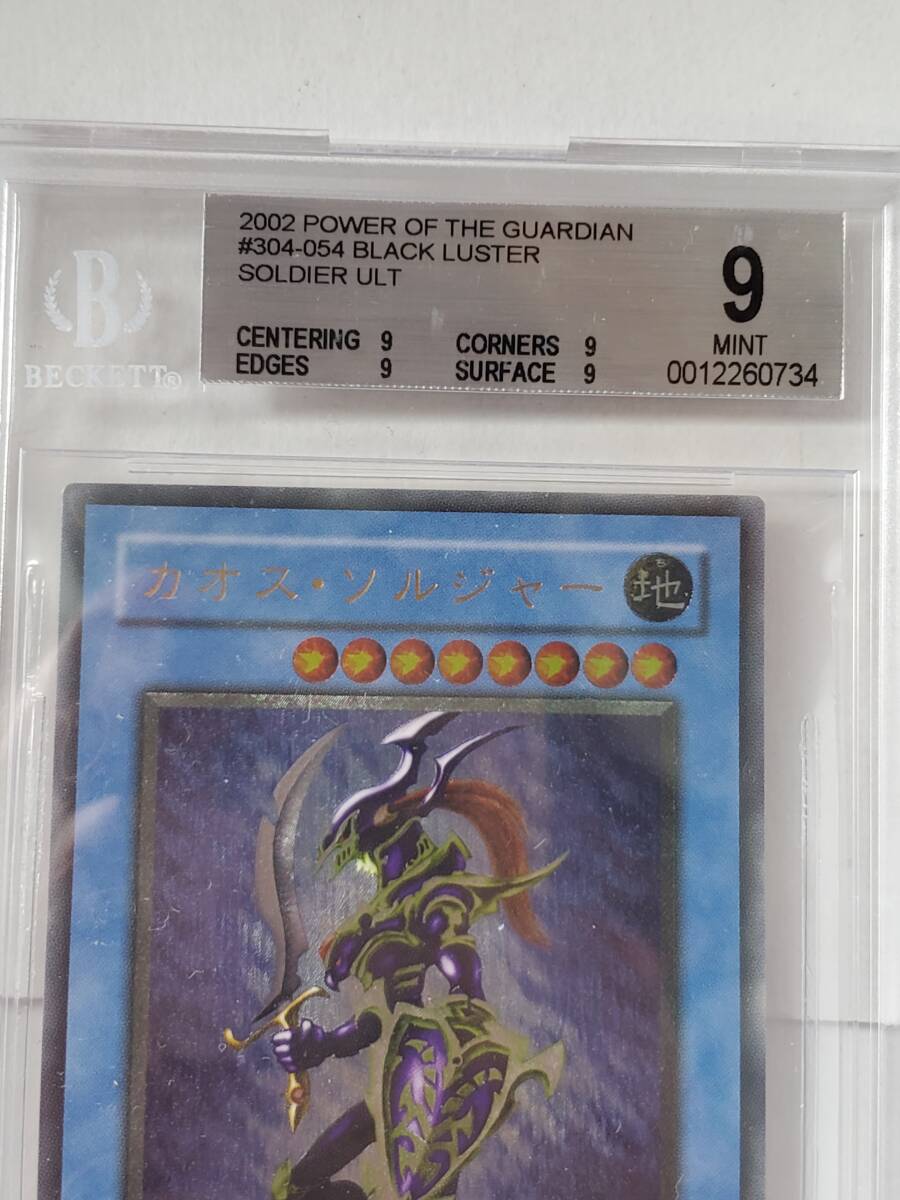 2002 POWER OF THE GUARDIAN
#304-054 BLACK LUSTER
SOLDIER ULT
9
CENTERING 9 CORNERS 9
MINT
EDGES 9 SURFACE 9
0012260734
B
BECKETT®
カオス・ソルジャー
ち
地